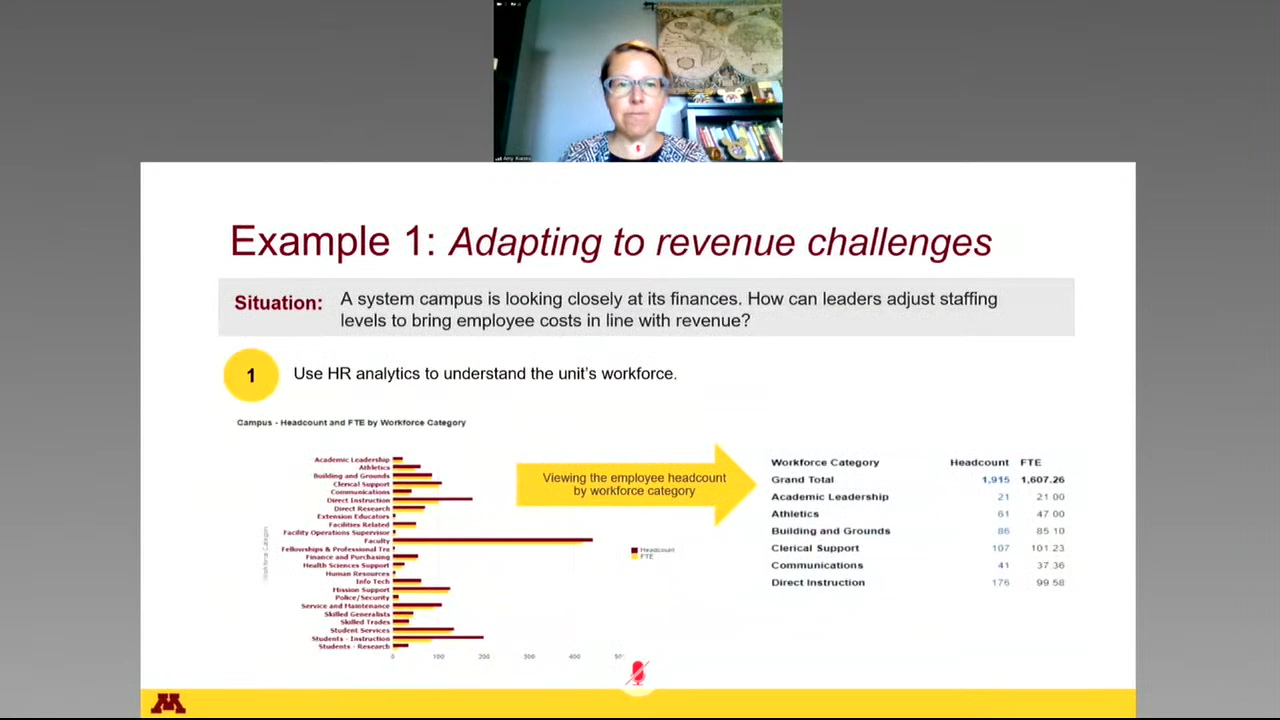 Example 1: Adapting to revenue challenges
Situation:
A system campus is looking closely at its finances. How can leaders adjust staffing
levels to bring employee costs in line with revenue?
1
Use HR analytics to understand the unit's workforce.
Campus - Headcount and FTE by Workforce Category
Academic Leadership
Athletics
Building and Grounds
Clerical Support
Communications
Direct Instruction
Direct Research
Extension Educators
Facilities Related
Facility Operations Supervisor
Faculty
Fellowships & Professional Tre
Finance and Purchasing
Health Sciences Support
Human Resources
Info Tech
Mission Support
Police/Security
Service and Maintenance
Skilled Generalists
Skilled Trades
Student Services
Students - Instruction
Students - Research
Workforce Category
0 100 200 300 400
Headcount
FTE
Viewing the employee headcount
by workforce category
Workforce Category Headcount FTE
Grand Total 1,915 1,607.26
Academic Leadership 21 21 00
Athletics 61 47 00
Building and Grounds 86 85 10
Clerical Support 107 101 23
Communications 41 37 36
Direct Instruction 176 99 58
M